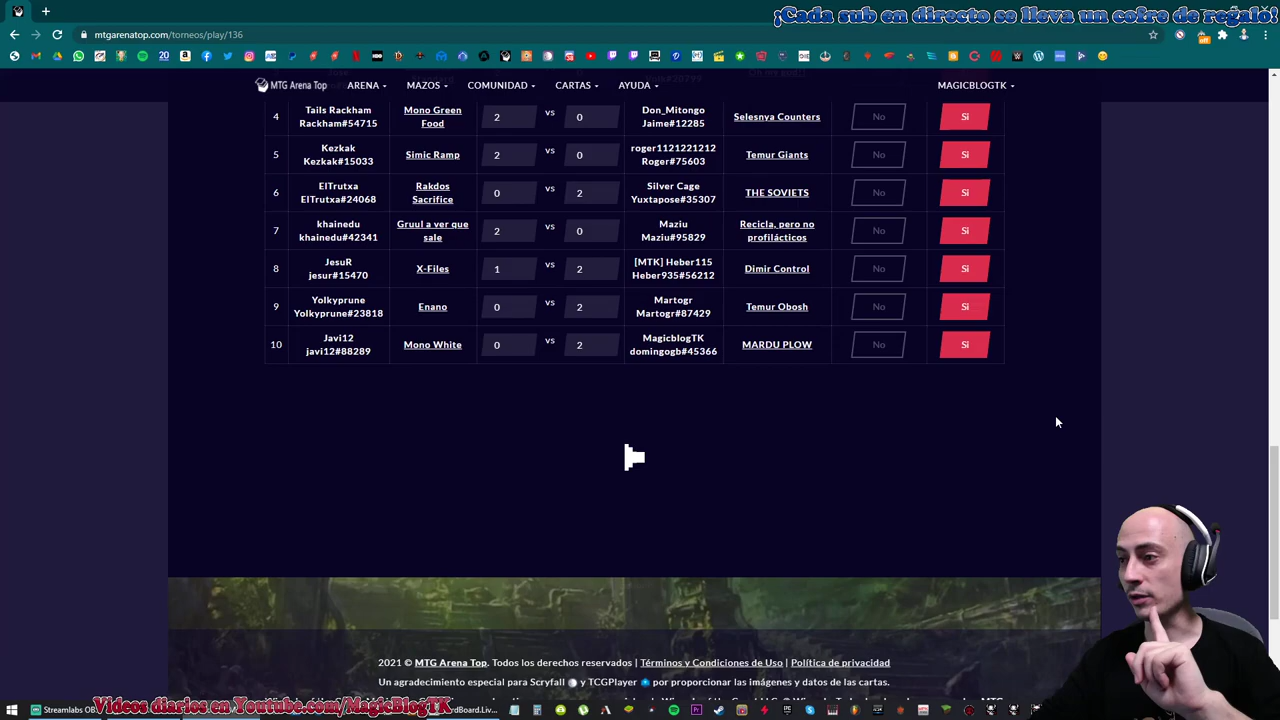 ¡Cada sub en directo se lleva un cofre de regalo!
mtgarenatop.com/torneos/play/136
MTG Arena Top ARENA MAZOS COMUNIDAD CARTAS AYUDA MAGICBLOGTK
4 Tails Rackham Mono Green 2 vs 0 Don_Mitongo Selesnya Counters No Si
Rackham#54715 Food Jaime#12285
5 Kezkak Simic Ramp 2 vs 0 roger1121221212 Temur Giants No Si
Kezkak#15033 Roger#75603
6 ElTrutxa Rakdos 0 vs 2 Silver Cage THE SOVIETS No Si
ElTrutxa#24068 Sacrifice Yuxtapose#35307
7 khainedu Gruul a ver que 2 vs 0 Maziu Recicla, pero no No Si
khainedu#42341 sale Maziu#95829 profilácticos
8 JesuR X-Files 1 vs 2 [MTK] Heber115 Dimir Control No Si
jesur#15470 Heber935#56212
9 Yolkyprune Enano 0 vs 2 Martogr Temur Obosh No Si
Yolkyprune#23818 Martogr#87429
10 Javi12 Mono White 0 vs 2 MagicblogTK MARDU PLOW No Si
javi12#88289 domingogb#45366
2021 © MTG Arena Top. Todos los derechos reservados | Términos y Condiciones de Uso | Política de privacidad
Un agradecimiento especial para Scryfall y TCGPlayer por proporcionar las imágenes y datos de las cartas.
Videos diarios en Youtube.com/MagicBlogTK
Streamlabs OB